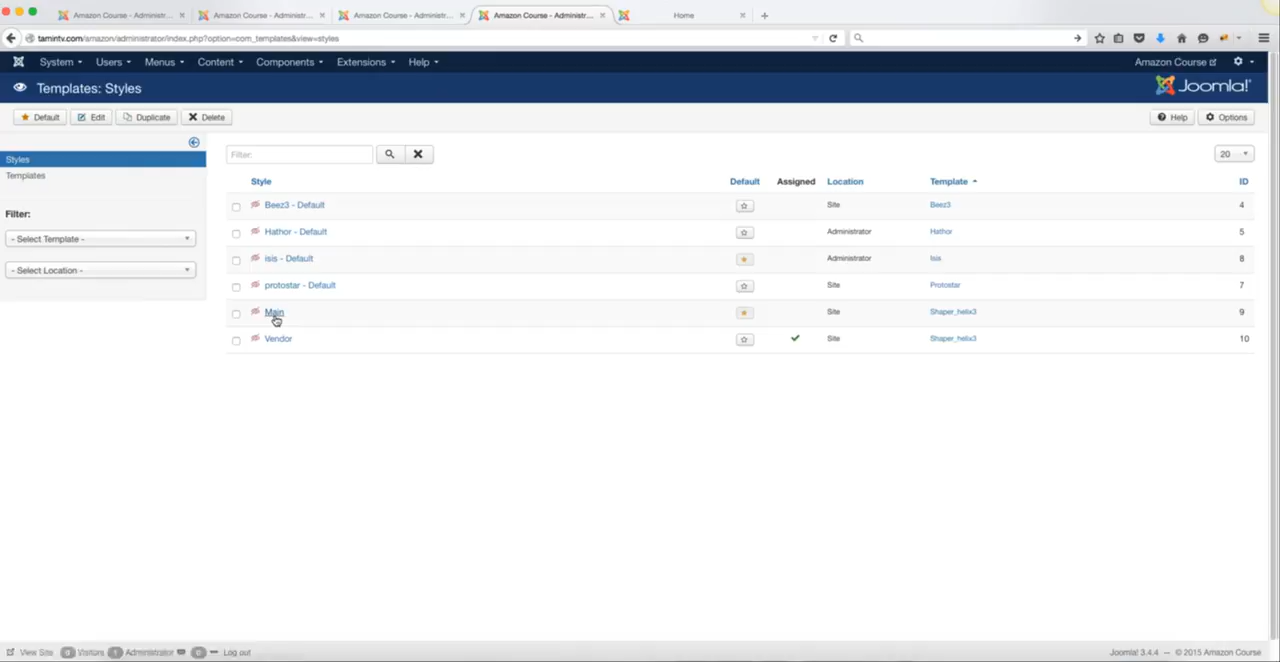 Amazon Course - Administr... Amazon Course - Administr... Amazon Course - Administr... Amazon Course - Administr... Home
tamintv.com/amazon/administrator/index.php?option=com_templates&view=styles
System Users Menus Content Components Extensions Help Amazon Course
Templates: Styles Joomla!
Default Edit Duplicate Delete Help Options
Styles
Templates
Filter:
- Select Template -
- Select Location -
Filter: 20
Style Default Assigned Location Template ID
Beez3 - Default Site Beez3 4
Hathor - Default Administrator Hathor 5
isis - Default Administrator Isis 8
protostar - Default Site Protostar 7
Main Site Shaper_helix3 9
Vendor Site Shaper_helix3 10
View Site 0 Visitors 1 Administrator 0 Log out Joomla! 3.4.4 — © 2015 Amazon Course